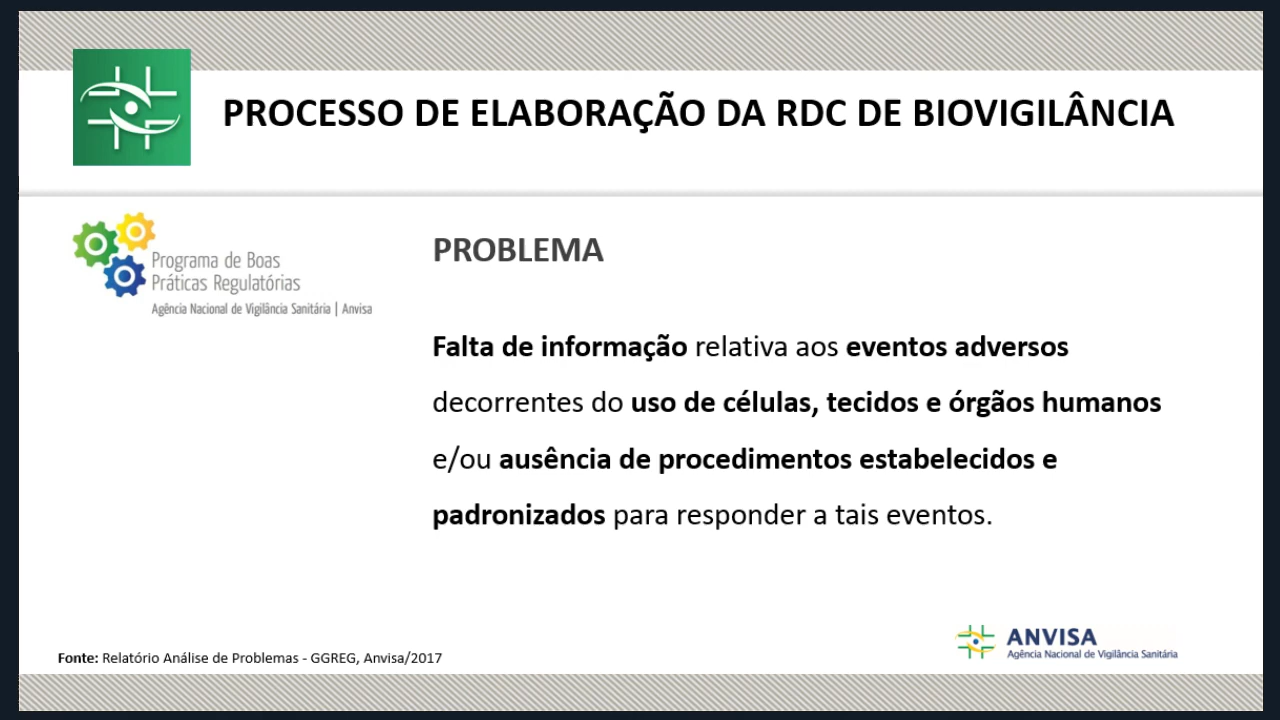 PROCESSO DE ELABORAÇÃO DA RDC DE BIOVIGILÂNCIA
Programa de Boas
Práticas Regulatórias
Agência Nacional de Vigilância Sanitária | Anvisa
PROBLEMA
Falta de informação relativa aos eventos adversos
decorrentes do uso de células, tecidos e órgãos humanos
e/ou ausência de procedimentos estabelecidos e
padronizados para responder a tais eventos.
Fonte: Relatório Análise de Problemas - GGREG, Anvisa/2017
ANVISA
Agência Nacional de Vigilância Sanitária